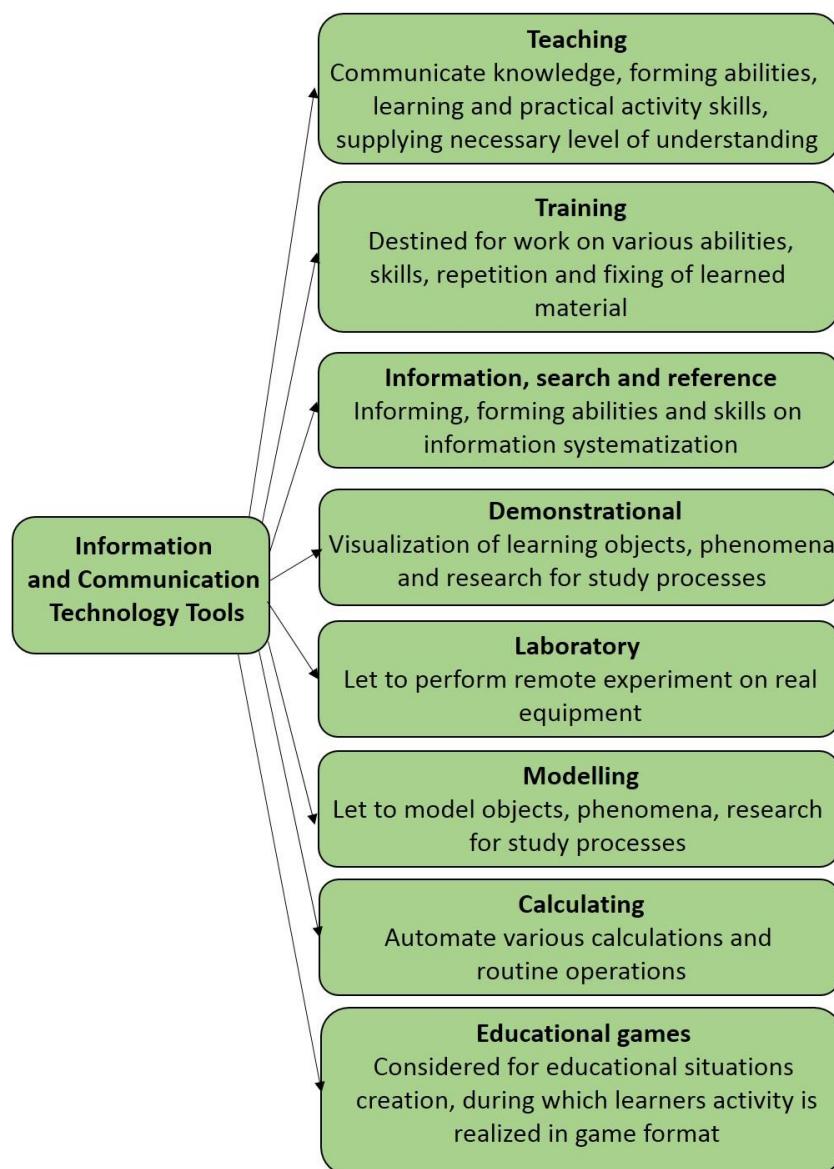 Teaching
Communicate knowledge, forming abilities,
learning and practical activity skills,
supplying necessary level of understanding
Training
Destined for work on various abilities,
skills, repetition and fixing of learned
material
Information, search and reference
Informing, forming abilities and skills on
information systematization
Demonstrational
Visualization of learning objects, phenomena
and research for study processes
Information
and Communication
Technology Tools
Laboratory
Let to perform remote experiment on real
equipment
Modelling
Let to model objects, phenomena, research
for study processes
Calculating
Automate various calculations and
routine operations
Educational games
Considered for educational situations
creation, during which learners activity is
realized in game format